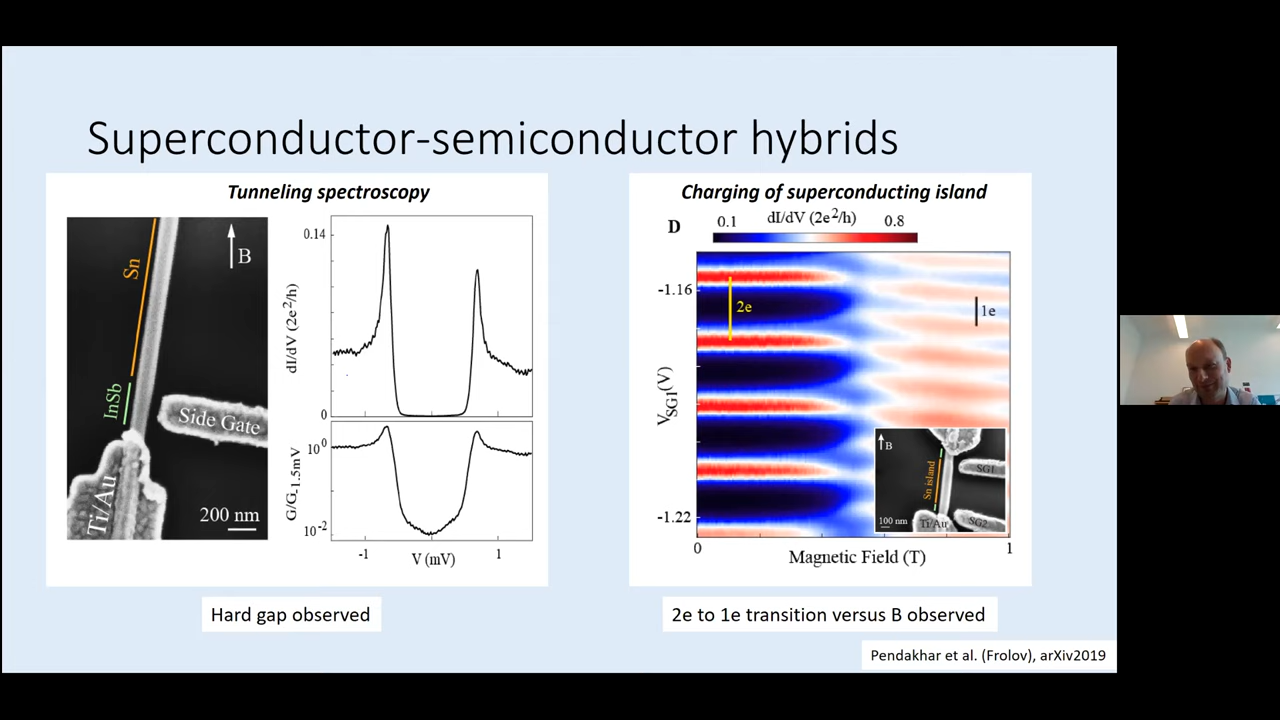 Superconductor-semiconductor hybrids
Tunneling spectroscopy
Sn
B
InSb
Side Gate
Ti/Au
200 nm
dI/dV (2e²/h)
0.14
0
G/G-1.5mV
10⁰
10⁻²
-1
1
V (mV)
Hard gap observed
Charging of superconducting island
D
0.1
dI/dV (2e²/h)
0.8
VSG1(V)
-1.16
-1.22
2e
1e
B
Sn island
SG1
SG2
Ti/Au
100 nm
0
1
Magnetic Field (T)
2e to 1e transition versus B observed
Pendakhar et al. (Frolov), arXiv2019